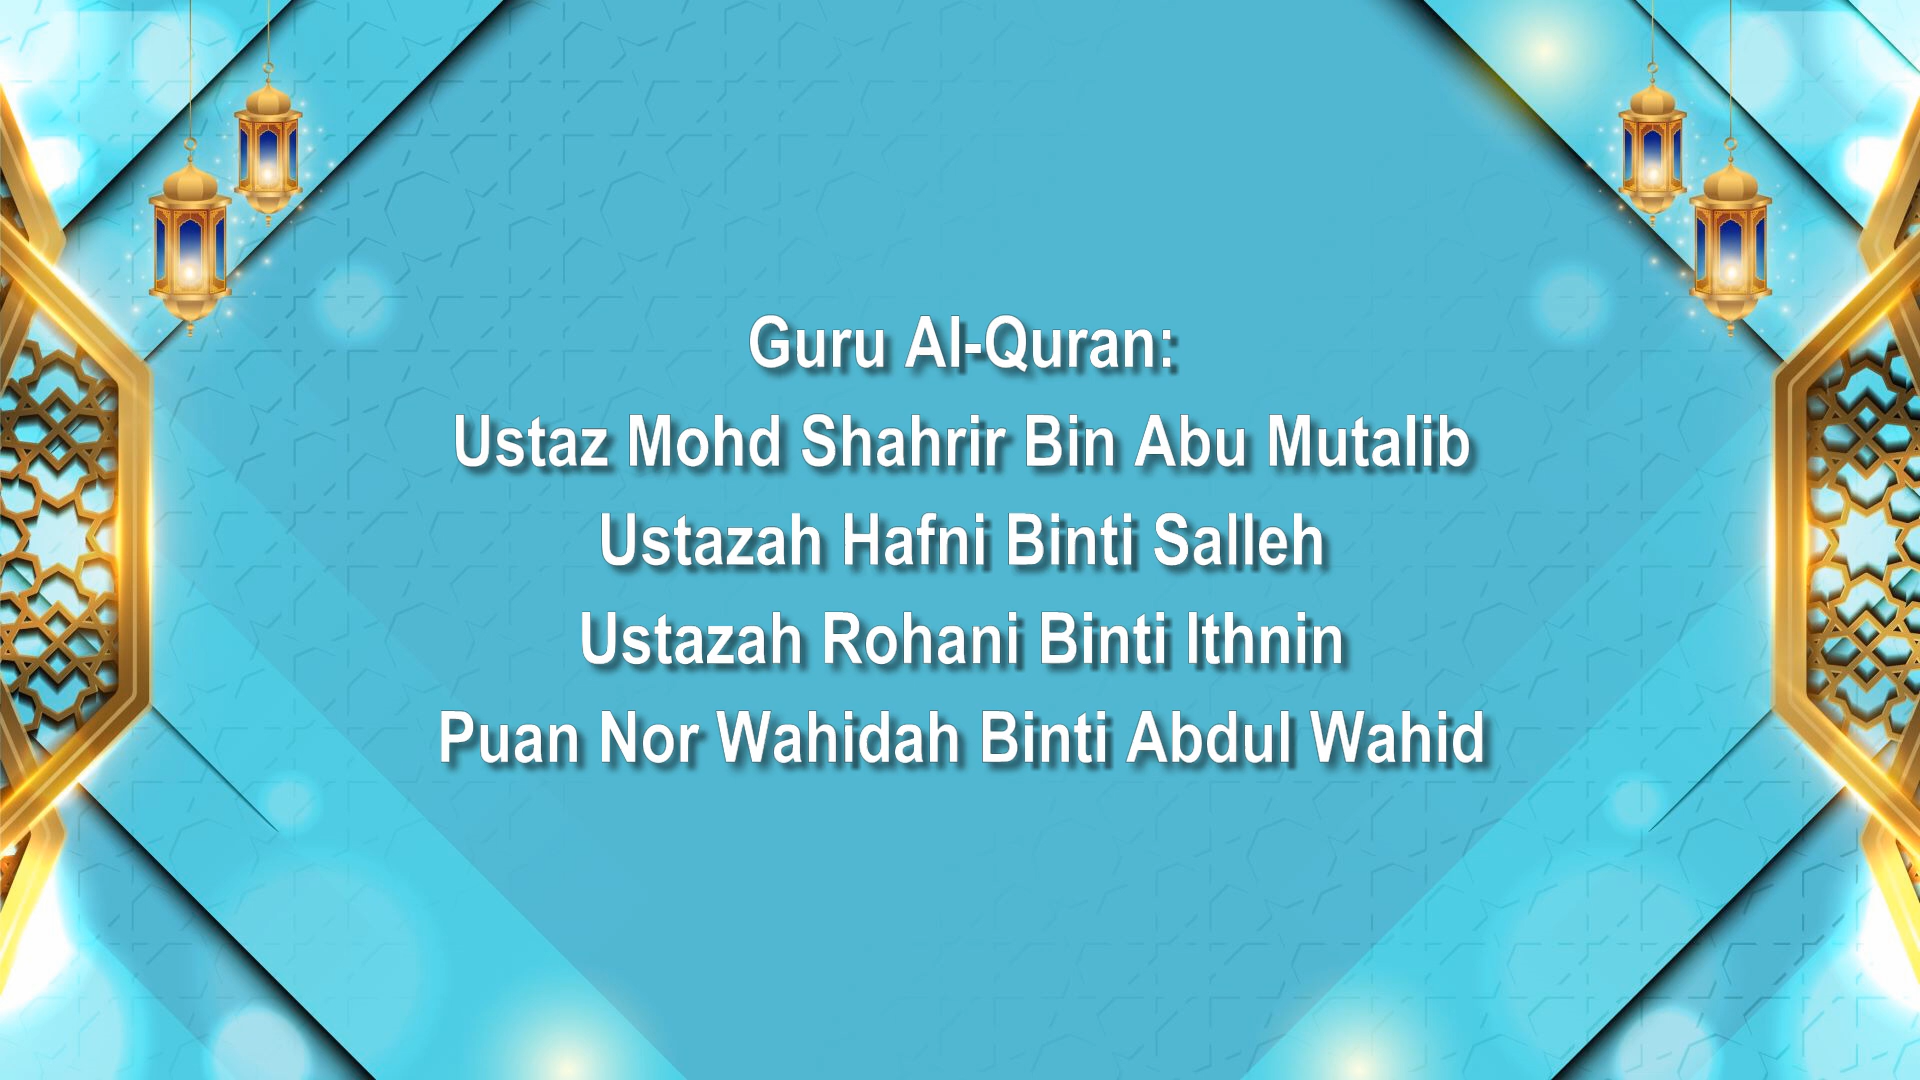 Guru Al-Quran:
Ustaz Mohd Shahrir Bin Abu Mutalib
Ustazah Hafni Binti Salleh
Ustazah Rohani Binti Ithnin
Puan Nor Wahidah Binti Abdul Wahid